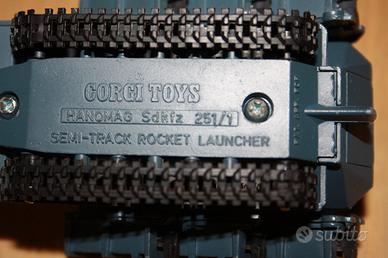 CORGI TOYS
HANOMAG Sdkfz 251/1
SEMI-TRACK ROCKET LAUNCHER
subito